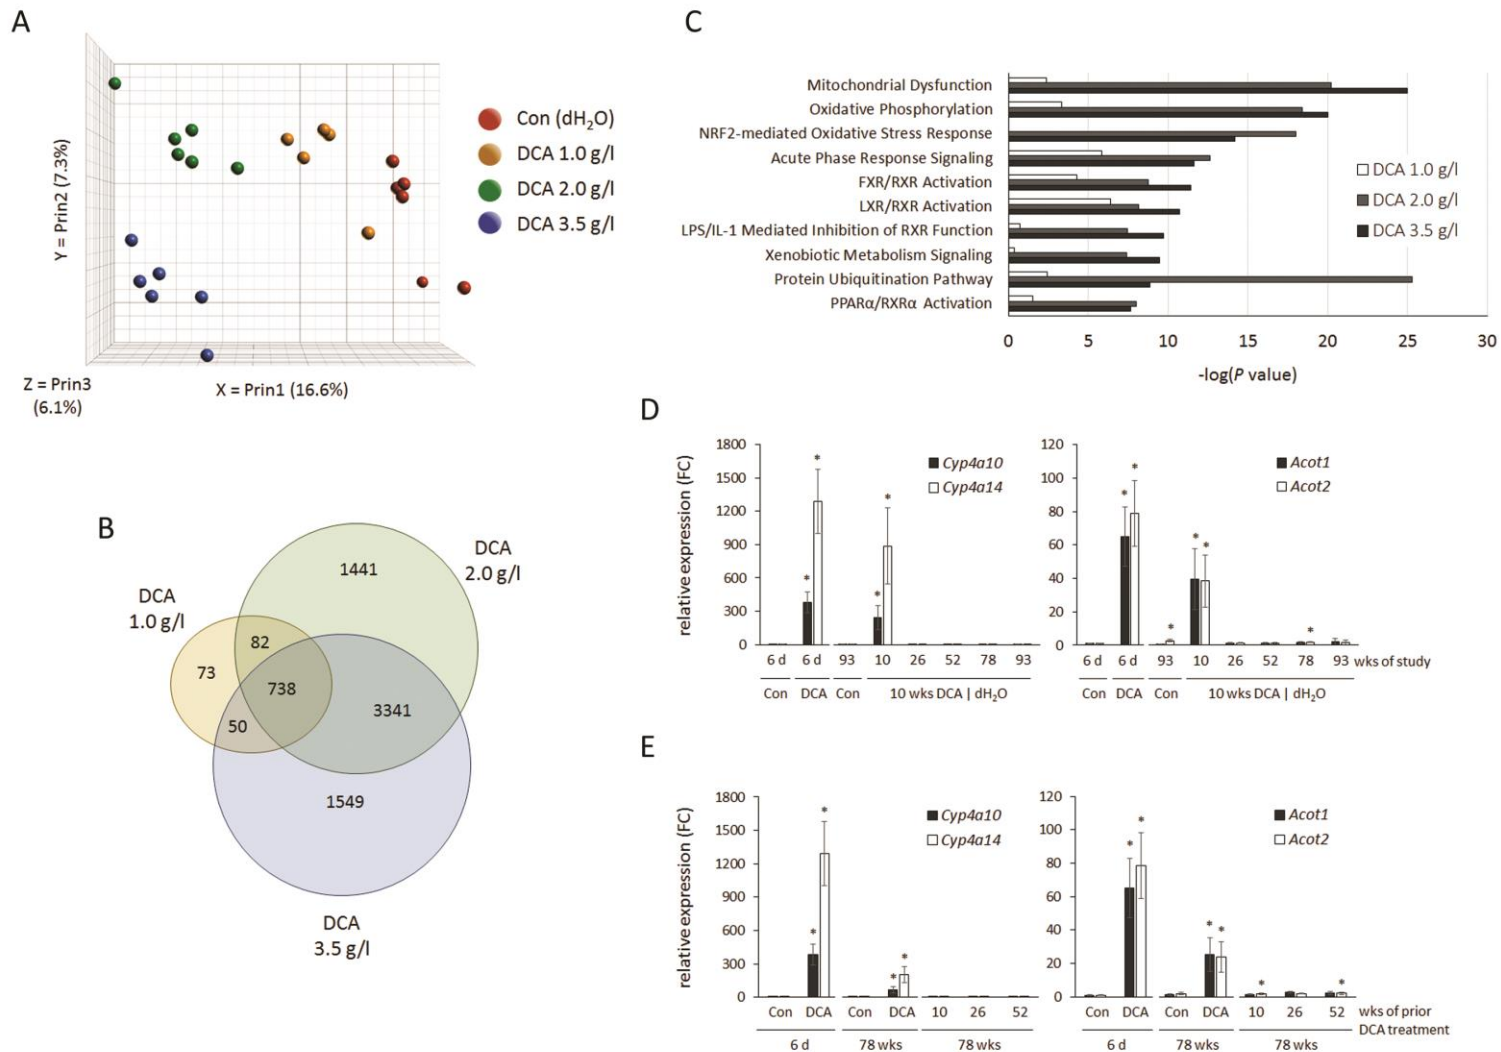 A
Y = Prin2 (7.3%)
Z = Prin3
(6.1%)
X = Prin1 (16.6%)
Con (dH₂O)
DCA 1.0 g/l
DCA 2.0 g/l
DCA 3.5 g/l
B
DCA
1.0 g/l
DCA
2.0 g/l
1441
82
73
738
50
3341
1549
DCA
3.5 g/l
C
Mitochondrial Dysfunction
Oxidative Phosphorylation
NRF2-mediated Oxidative Stress Response
Acute Phase Response Signaling
FXR/RXR Activation
LXR/RXR Activation
LPS/IL-1 Mediated Inhibition of RXR Function
Xenobiotic Metabolism Signaling
Protein Ubiquitination Pathway
PPARα/RXRα Activation
DCA 1.0 g/l
DCA 2.0 g/l
DCA 3.5 g/l
0 5 10 15 20 25 30
-log(P value)
D
relative expression (FC)
1800
1500
1200
900
600
300
0
Cyp4a10
Cyp4a14
* * * *
6 d 6 d 93 10 26 52 78 93
Con DCA Con 10 wks DCA | dH₂O
120
100
80
60
40
20
0
Acot1
Acot2
* * * * * *
6 d 6 d 93 10 26 52 78 93 wks of study
Con DCA Con 10 wks DCA | dH₂O
E
relative expression (FC)
1800
1500
1200
900
600
300
0
Cyp4a10
Cyp4a14
* * * *
Con DCA Con DCA 10 26 52
6 d 78 wks 78 wks
120
100
80
60
40
20
0
Acot1
Acot2
* * * * * *
Con DCA Con DCA 10 26 52 wks of prior
DCA treatment
6 d 78 wks 78 wks